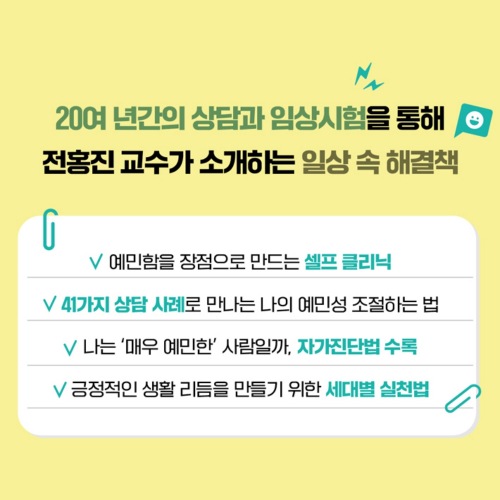 20여 년간의 상담과 임상시험을 통해
전홍진 교수가 소개하는 일상 속 해결책
✓ 예민함을 장점으로 만드는 셀프 클리닉
✓ 41가지 상담 사례로 만나는 나의 예민성 조절하는 법
✓ 나는 ‘매우 예민한’ 사람일까, 자가진단법 수록
✓ 긍정적인 생활 리듬을 만들기 위한 세대별 실천법